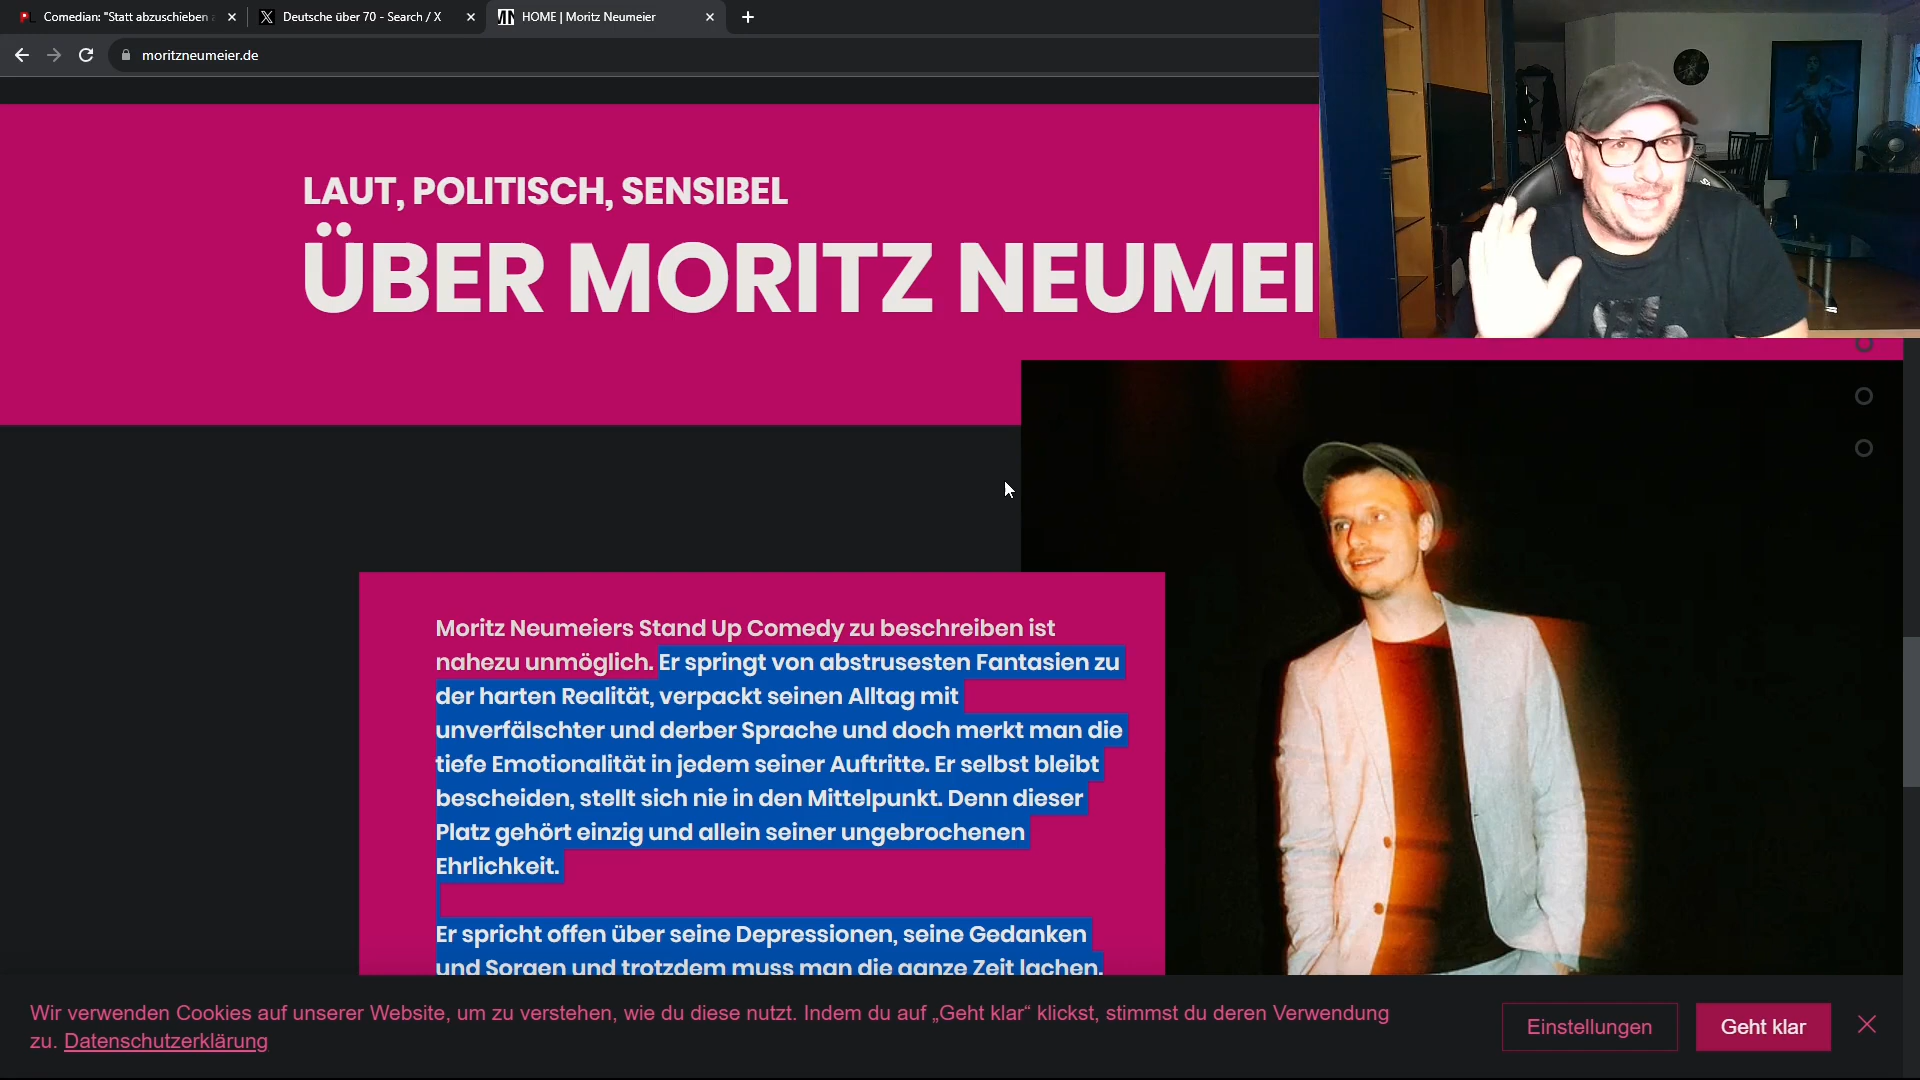 Comedian: "Statt abzuschieben
Deutsche über 70 - Search / X
HOME | Moritz Neumeier
moritzneumeier.de
LAUT, POLITISCH, SENSIBEL
ÜBER MORITZ NEUMEI
Moritz Neumeiers Stand Up Comedy zu beschreiben ist
nahezu unmöglich. Er springt von abstrusesten Fantasien zu
der harten Realität, verpackt seinen Alltag mit
unverfälschter und derber Sprache und doch merkt man die
tiefe Emotionalität in jedem seiner Auftritte. Er selbst bleibt
bescheiden, stellt sich nie in den Mittelpunkt. Denn dieser
Platz gehört einzig und allein seiner ungebrochenen
Ehrlichkeit.
Er spricht offen über seine Depressionen, seine Gedanken
und Sorgen und trotzdem muss man die ganze Zeit lachen.
Wir verwenden Cookies auf unserer Website, um zu verstehen, wie du diese nutzt. Indem du auf „Geht klar“ klickst, stimmst du deren Verwendung
zu. Datenschutzerklärung
Einstellungen
Geht klar